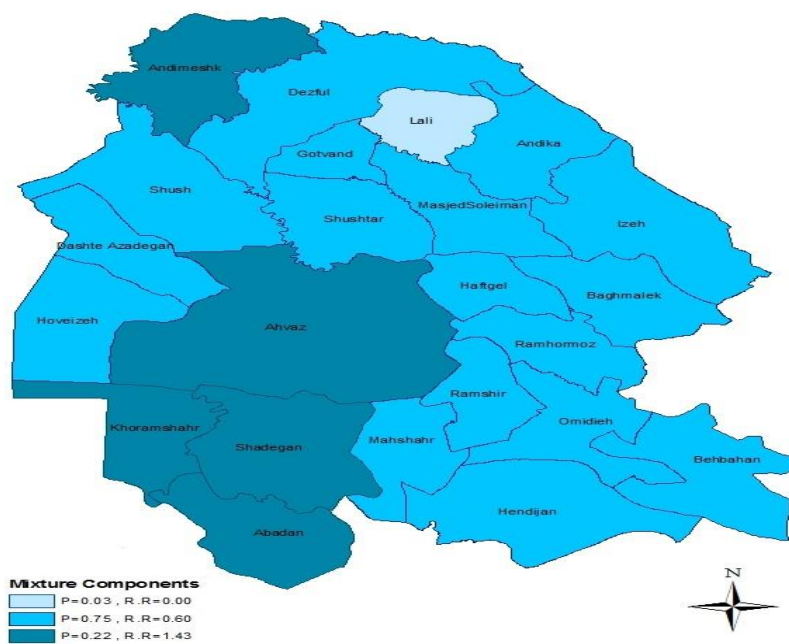 Andimeshk
Dezful
Lali
Andika
Gotvand
Shush
MasjedSoleiman
Shushtar
Izeh
Dashte Azadegan
Haftgel
Baghmalek
Hoveizeh
Ahvaz
Ramhormoz
Ramshir
Omidieh
Khoramshahr
Mahshahr
Shadegan
Behbahan
Hendijan
Abadan
N
Mixture Components
P=0.03 , R.R=0.00
P=0.75 , R.R=0.60
P=0.22 , R.R=1.43